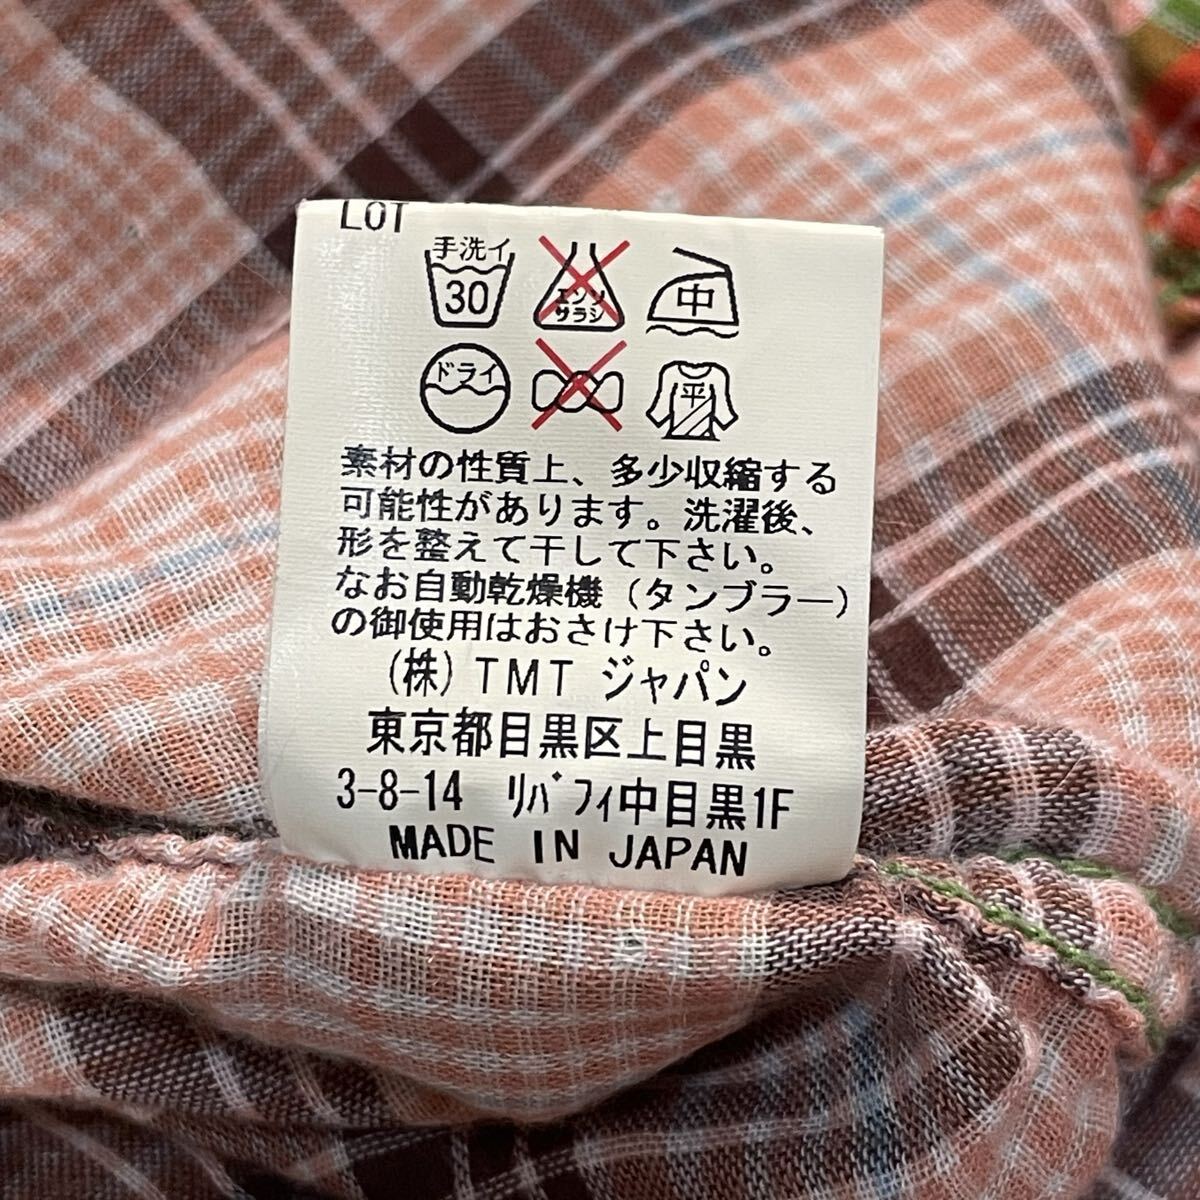 LOT
手洗イ
30
エンソ
サラシ
中
ドライ
平
素材の性質上、多少収縮する
可能性があります。洗濯後、
形を整えて干して下さい。
なお自動乾燥機（タンブラー）
の御使用はおさけ下さい。
(株) TMT ジャパン
東京都目黒区上目黒
3-8-14 ﾘﾊﾞﾌｨ中目黒1F
MADE IN JAPAN